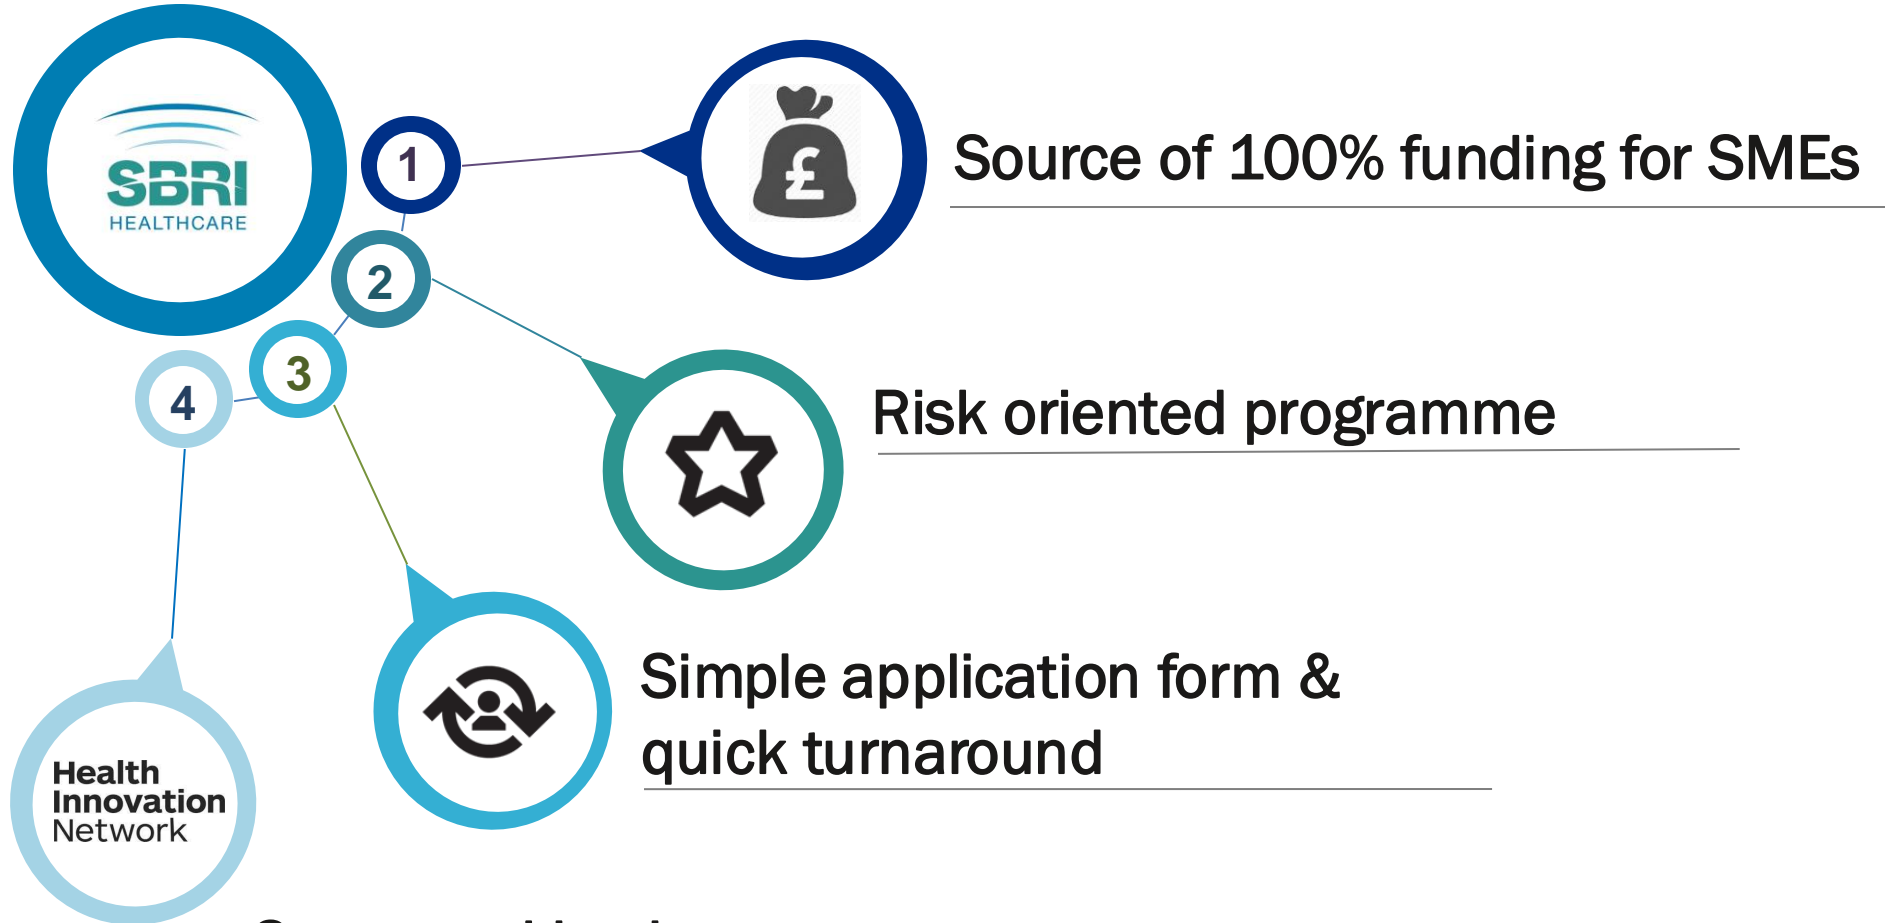 SBRI
HEALTHCARE
1
£
Source of 100% funding for SMEs
2
Risk oriented programme
3
4
Simple application form &
quick turnaround
Health
Innovation
Network